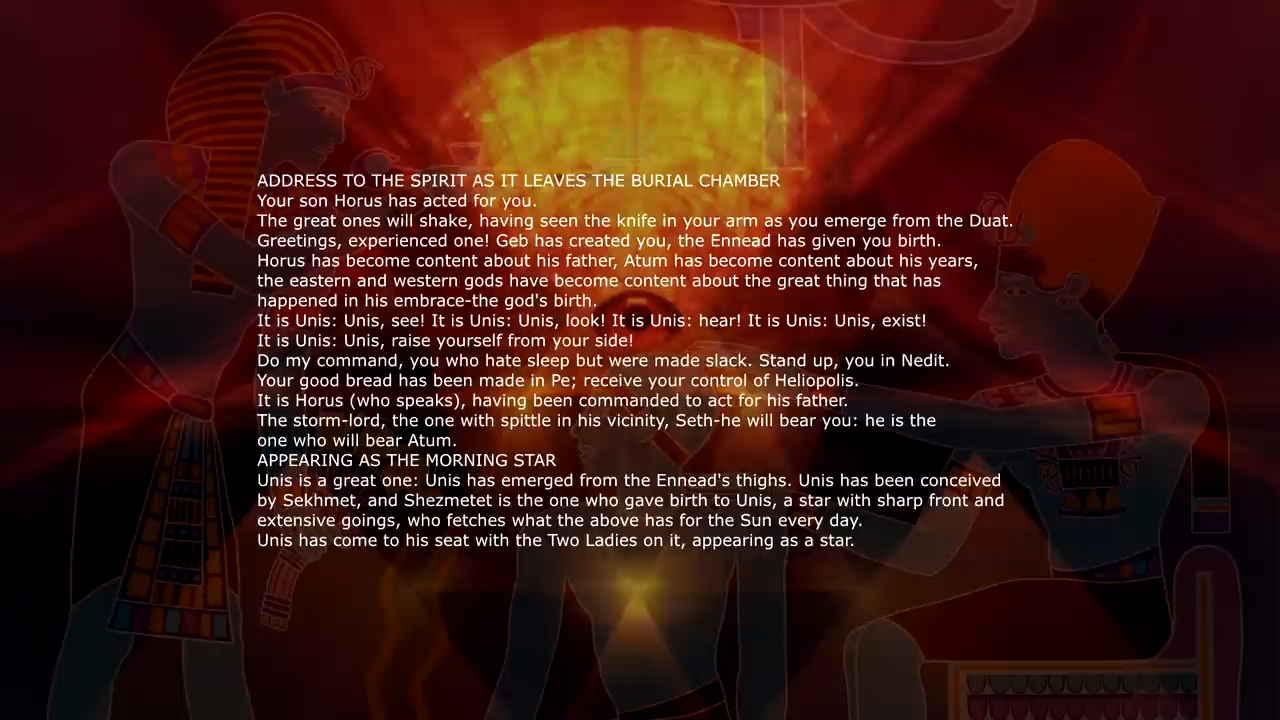 ADDRESS TO THE SPIRIT AS IT LEAVES THE BURIAL CHAMBER
Your son Horus has acted for you.
The great ones will shake, having seen the knife in your arm as you emerge from the Duat.
Greetings, experienced one! Geb has created you, the Ennead has given you birth.
Horus has become content about his father, Atum has become content about his years,
the eastern and western gods have become content about the great thing that has
happened in his embrace-the god's birth.
It is Unis: Unis, see! It is Unis: Unis, look! It is Unis: hear! It is Unis: Unis, exist!
It is Unis: Unis, raise yourself from your side!
Do my command, you who hate sleep but were made slack. Stand up, you in Nedit.
Your good bread has been made in Pe; receive your control of Heliopolis.
It is Horus (who speaks), having been commanded to act for his father.
The storm-lord, the one with spittle in his vicinity, Seth-he will bear you: he is the
one who will bear Atum.
APPEARING AS THE MORNING STAR
Unis is a great one: Unis has emerged from the Ennead's thighs. Unis has been conceived
by Sekhmet, and Shezmetet is the one who gave birth to Unis, a star with sharp front and
extensive goings, who fetches what the above has for the Sun every day.
Unis has come to his seat with the Two Ladies on it, appearing as a star.